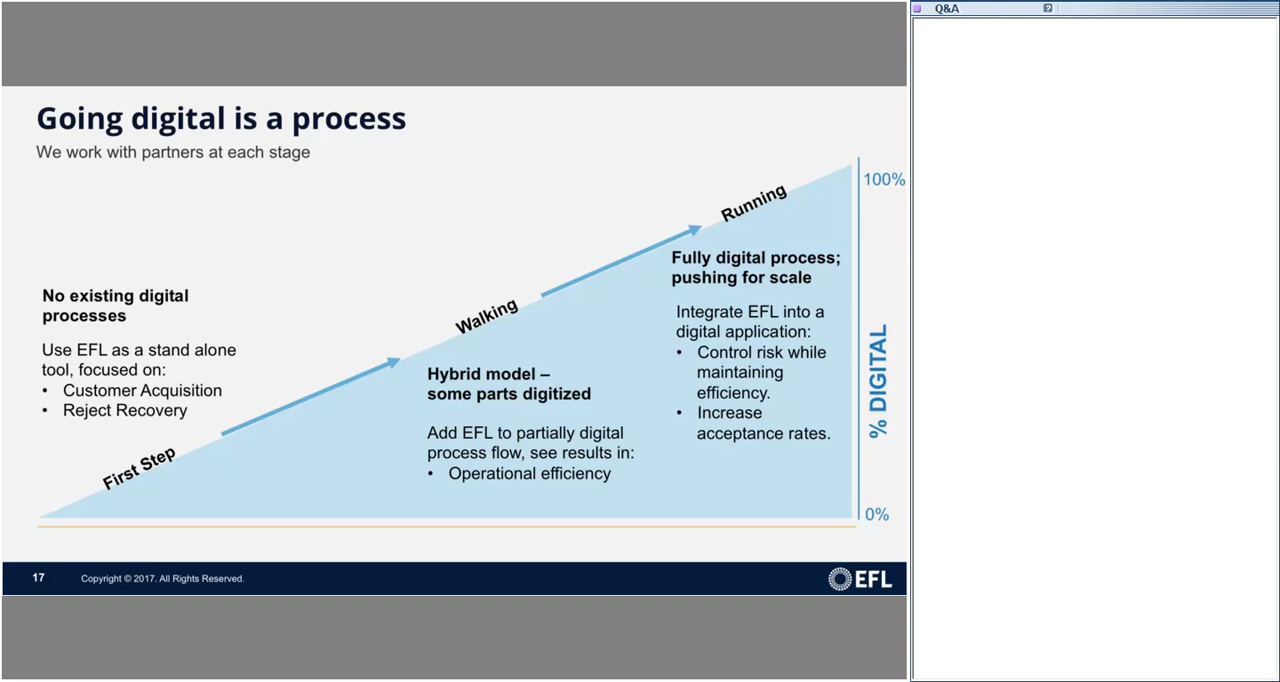 Q&A
Going digital is a process
We work with partners at each stage
100%
Running
Fully digital process;
pushing for scale
Integrate EFL into a
digital application:
• Control risk while
maintaining
efficiency.
• Increase
acceptance rates.
No existing digital
processes
Use EFL as a stand alone
tool, focused on:
• Customer Acquisition
• Reject Recovery
Walking
Hybrid model –
some parts digitized
Add EFL to partially digital
process flow, see results in:
• Operational efficiency
First Step
% DIGITAL
0%
17
Copyright © 2017. All Rights Reserved.
EFL